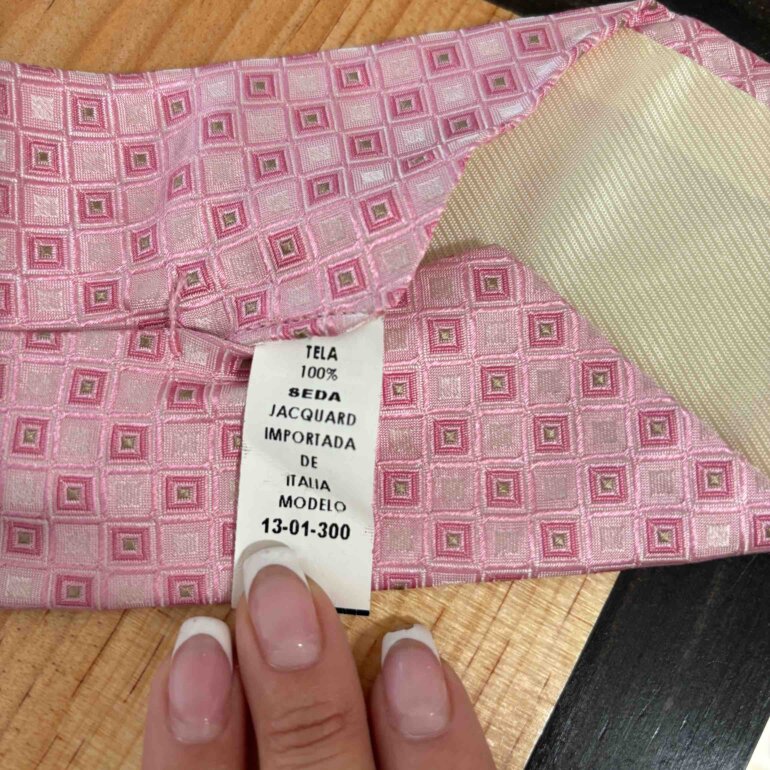 TELA
100%
SEDA
JACQUARD
IMPORTADA
DE
ITALIA
MODELO
13-01-300